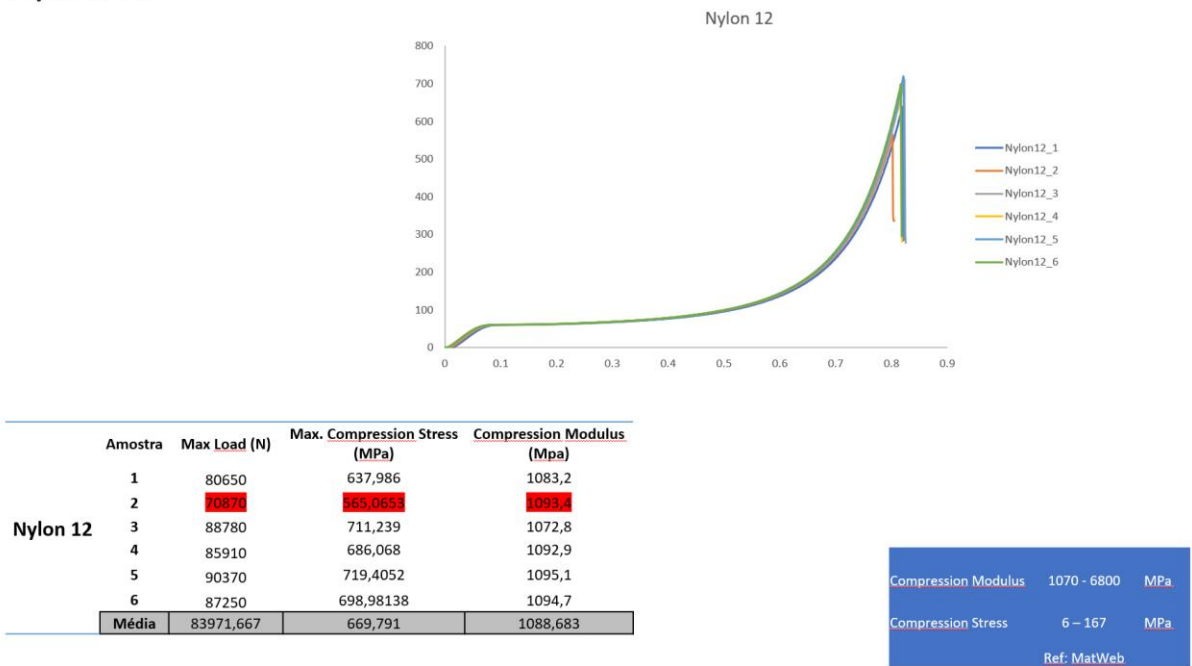 Nylon 12
800
700
600
500
400
300
200
100
0
0 0.1 0.2 0.3 0.4 0.5 0.6 0.7 0.8 0.9
Nylon12_1
Nylon12_2
Nylon12_3
Nylon12_4
Nylon12_5
Nylon12_6
Amostra Max Load (N) Max. Compression Stress (MPa) Compression Modulus (Mpa)
1 80650 637,986 1083,2
2 70870 565,0653 1093,4
Nylon 12 3 88780 711,239 1072,8
4 85910 686,068 1092,9
5 90370 719,4052 1095,1
6 87250 698,98138 1094,7
Média 83971,667 669,791 1088,683
Compression Modulus 1070 - 6800 MPa
Compression Stress 6 – 167 MPa
Ref: MatWeb